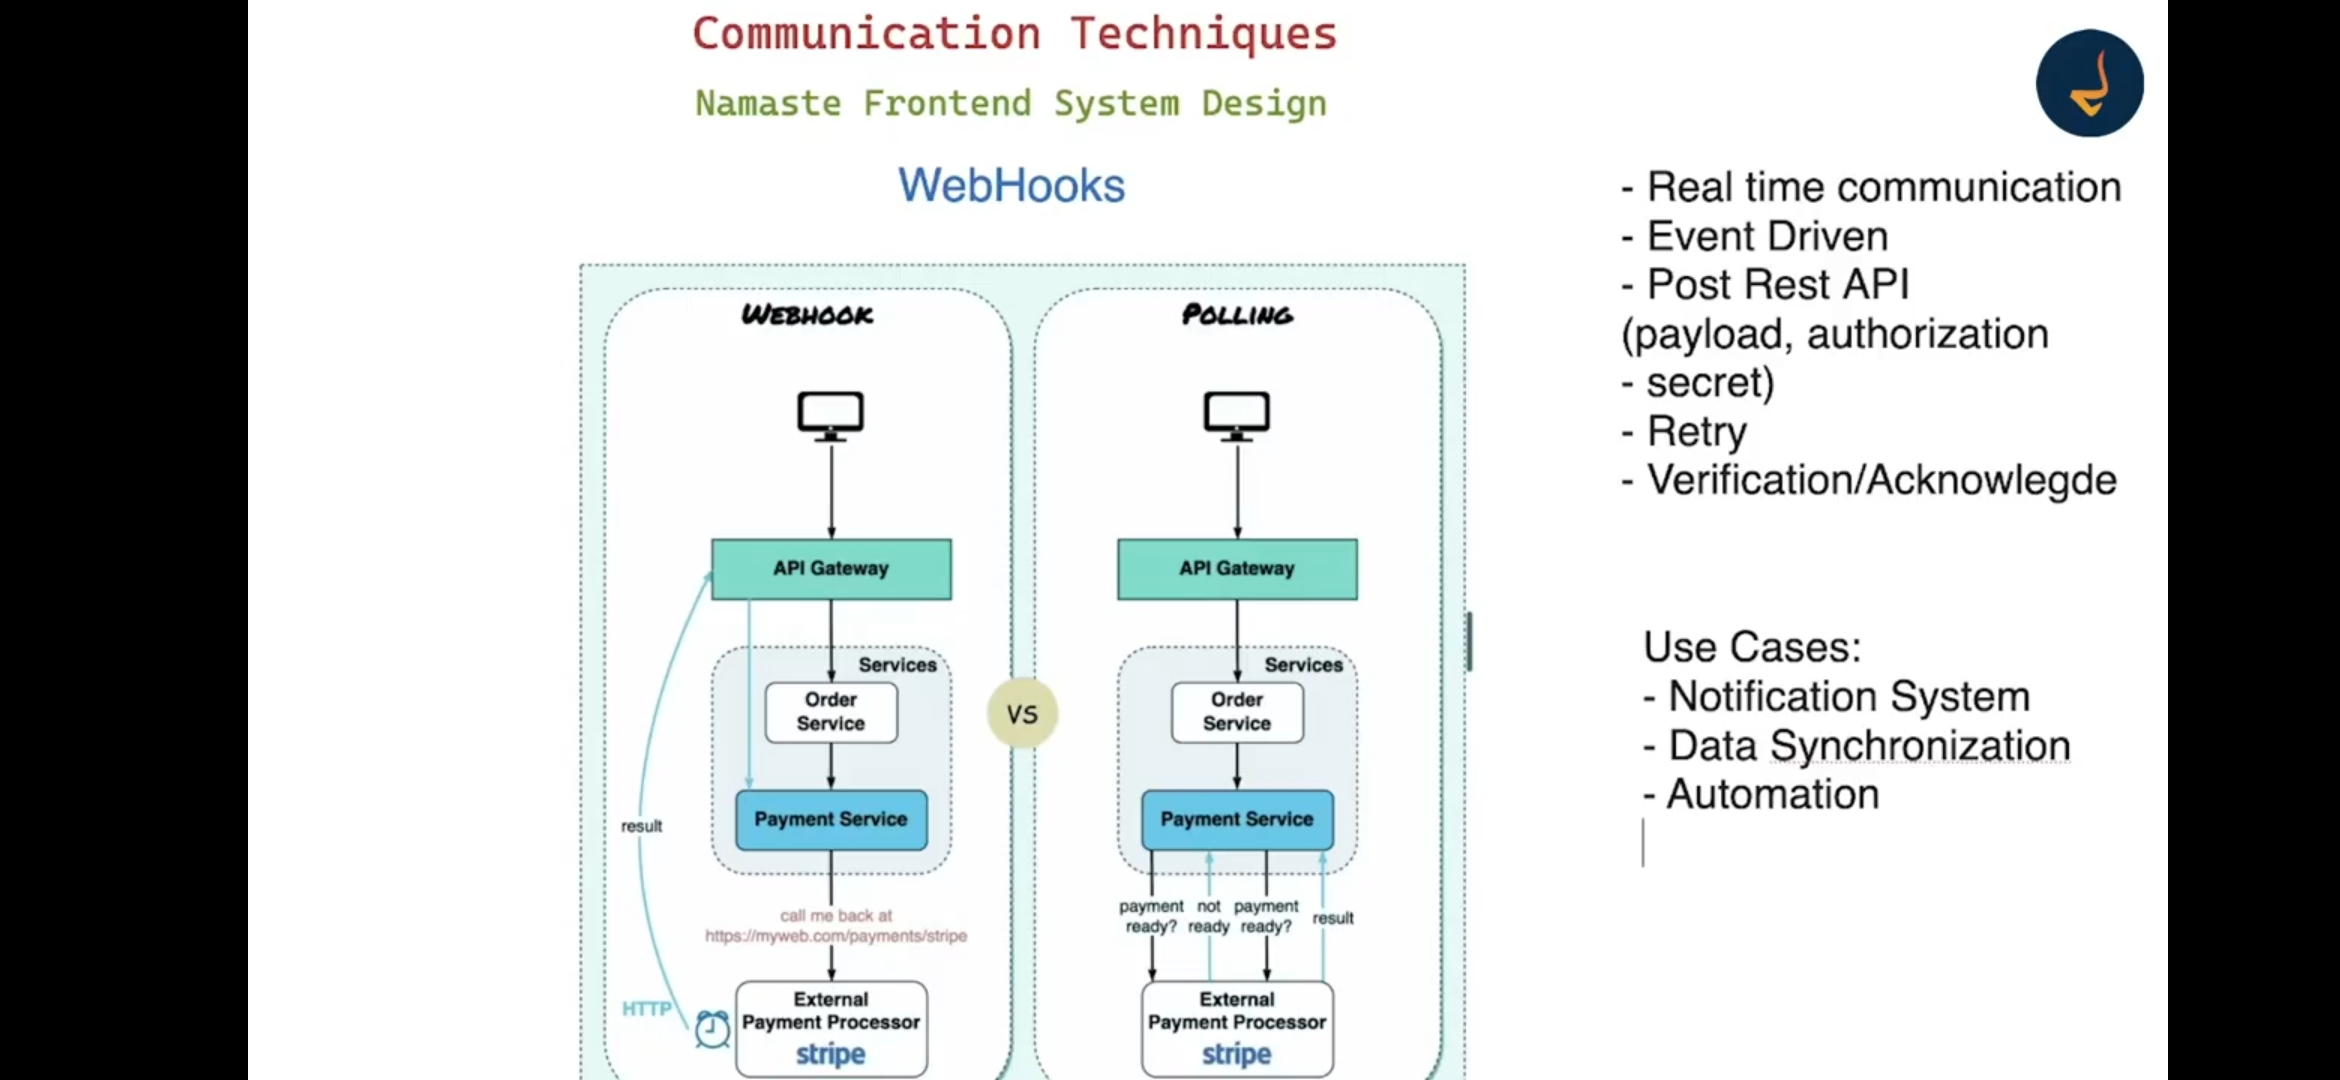 Communication Techniques
Namaste Frontend System Design
WebHooks
WEBHOOK
API Gateway
Services
Order
Service
Payment Service
result
call me back at
https://myweb.com/payments/stripe
HTTP
External
Payment Processor
stripe
VS
POLLING
API Gateway
Services
Order
Service
Payment Service
payment
ready?
not
ready
payment
ready?
result
External
Payment Processor
stripe
- Real time communication
- Event Driven
- Post Rest API
(payload, authorization
- secret)
- Retry
- Verification/Acknowlegde
Use Cases:
- Notification System
- Data Synchronization
- Automation